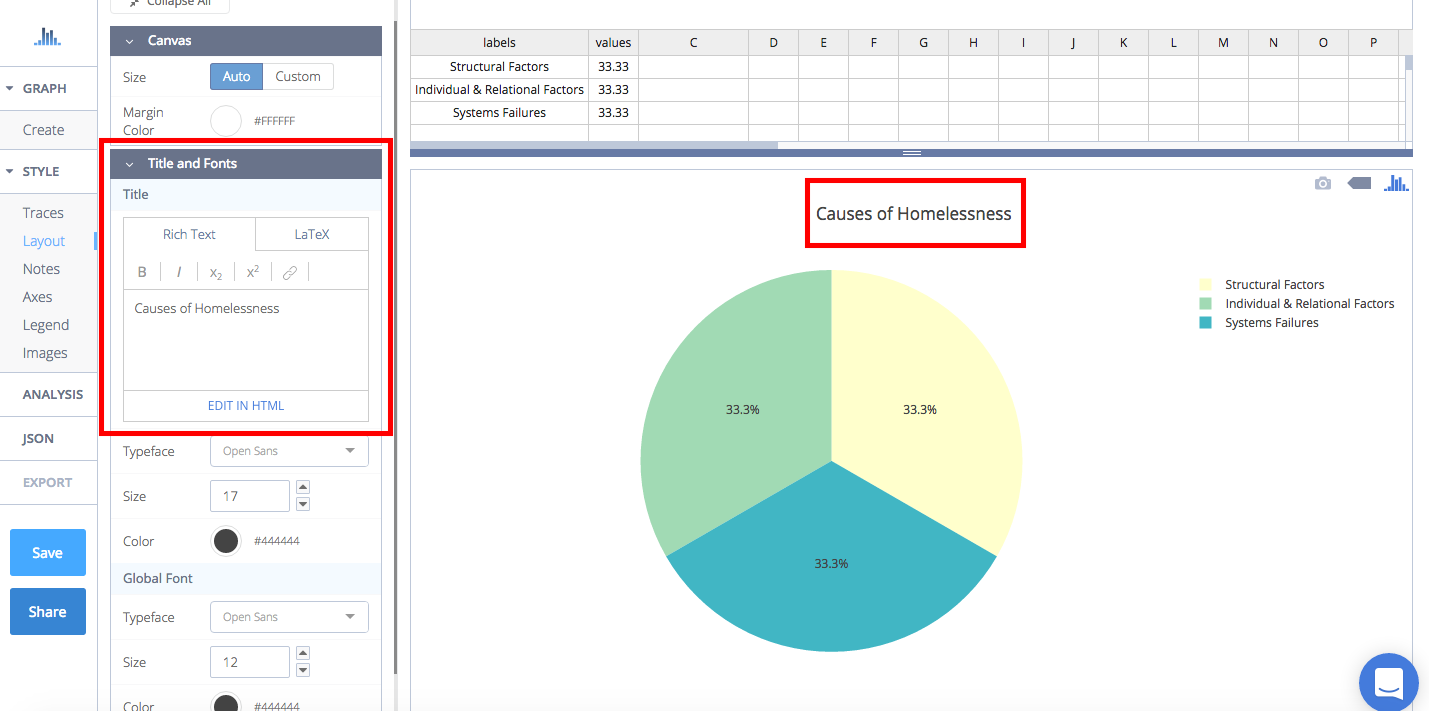 Collapse All
GRAPH
Create
STYLE
Traces
Layout
Notes
Axes
Legend
Images
ANALYSIS
JSON
EXPORT
Save
Share
Canvas
Size
Auto
Custom
Margin
Color
#FFFFFF
Title and Fonts
Title
Rich Text
LaTeX
B
I
x2
x2
Causes of Homelessness
EDIT IN HTML
Typeface
Open Sans
Size
17
Color
#444444
Global Font
Typeface
Open Sans
Size
12
Color
#444444
labels values C D E F G H I J K L M N O P
Structural Factors 33.33
Individual & Relational Factors 33.33
Systems Failures 33.33
Causes of Homelessness
Structural Factors
Individual & Relational Factors
Systems Failures
33.3%
33.3%
33.3%